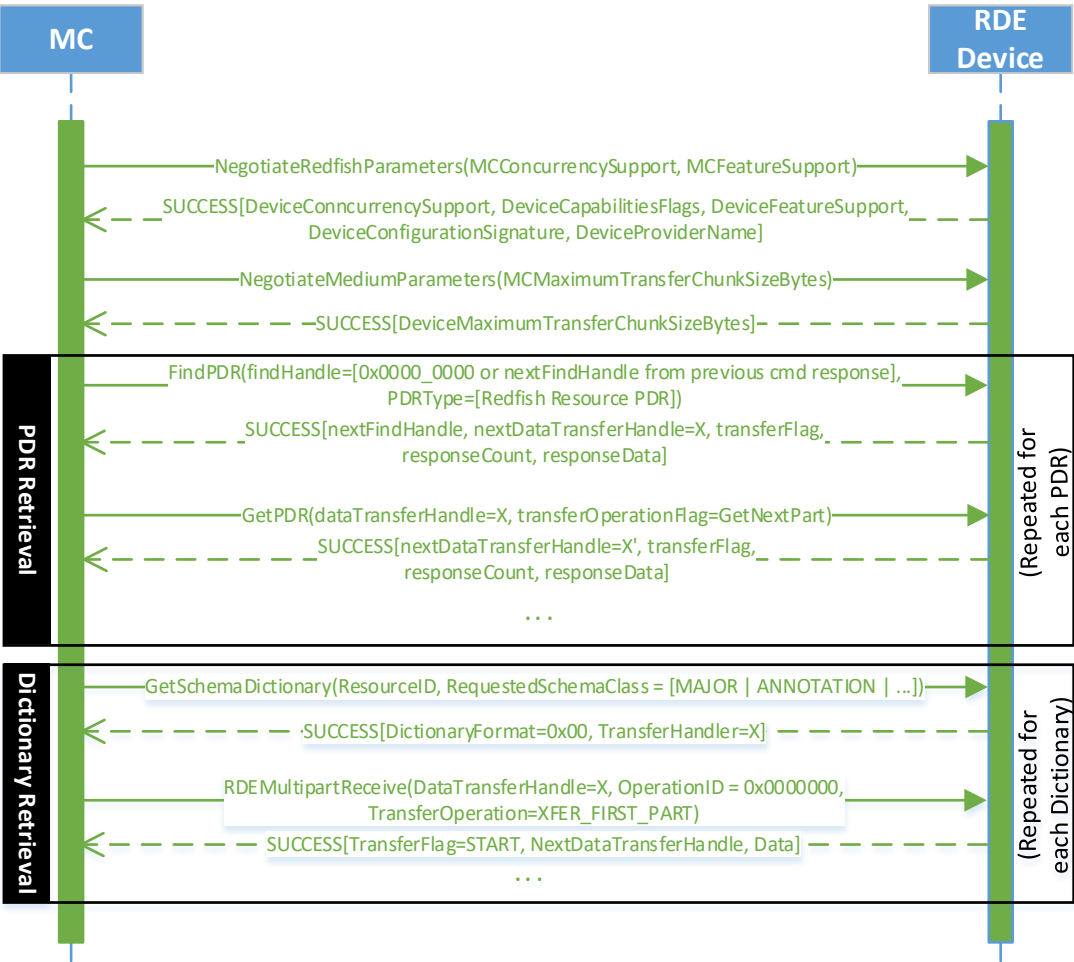 MC
RDE
Device
NegotiateRedfishParameters(MCConcurrencySupport, MCFeatureSupport)
SUCCESS[DeviceConncurrencySupport, DeviceCapabilitiesFlags, DeviceFeatureSupport,
DeviceConfigurationSignature, DeviceProviderName]
NegotiateMediumParameters(MCMaximumTransferChunkSizeBytes)
SUCCESS[DeviceMaximumTransferChunkSizeBytes]
PDR Retrieval
FindPDR(findHandle=[0x0000_0000 or nextFindHandle from previous cmd response],
PDRType=[Redfish Resource PDR])
SUCCESS[nextFindHandle, nextDataTransferHandle=X, transferFlag,
responseCount, responseData]
GetPDR(dataTransferHandle=X, transferOperationFlag=GetNextPart)
SUCCESS[nextDataTransferHandle=X', transferFlag,
responseCount, responseData]
. . .
(Repeated for
each PDR)
Dictionary Retrieval
GetSchemaDictionary(ResourceID, RequestedSchemaClass = [MAJOR | ANNOTATION | ...])
SUCCESS[DictionaryFormat=0x00, TransferHandler=X]
RDEMultipartReceive(DataTransferHandle=X, OperationID = 0x0000000,
TransferOperation=XFER_FIRST_PART)
SUCCESS[TransferFlag=START, NextDataTransferHandle, Data]
. . .
(Repeated for
each Dictionary)